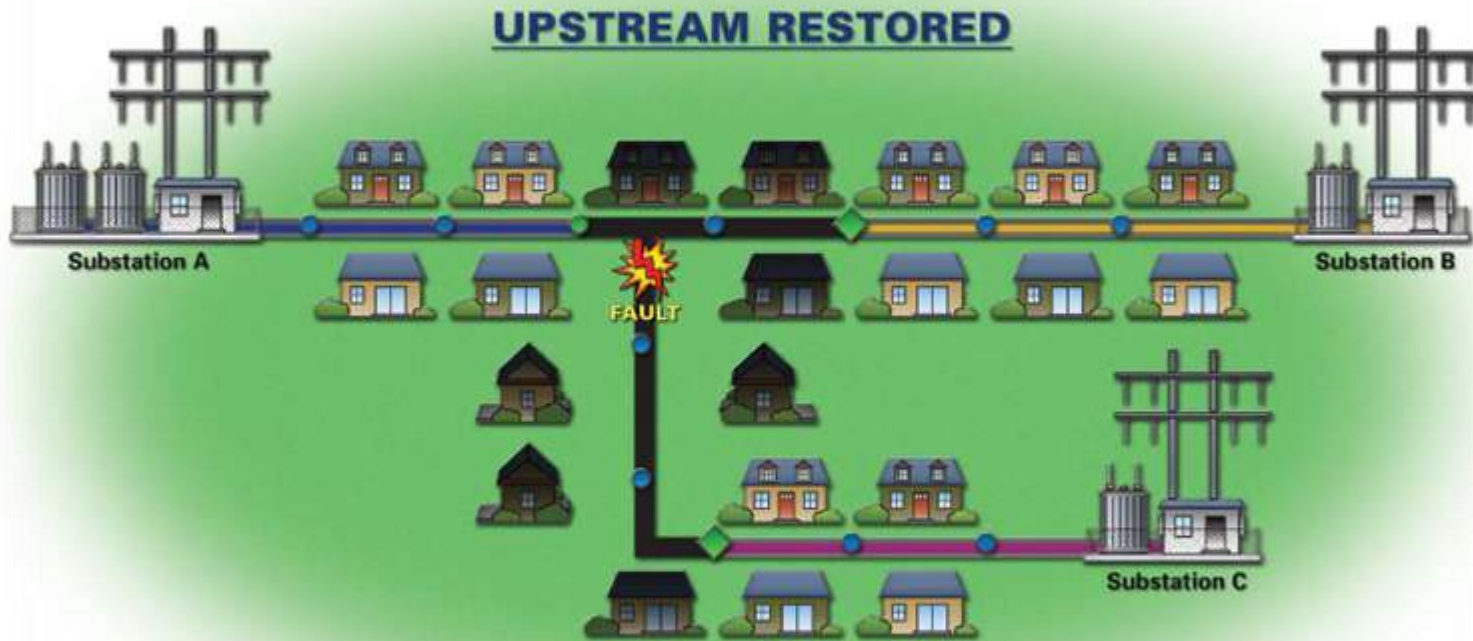 UPSTREAM RESTORED
Substation A
Substation B
FAULT
Substation C